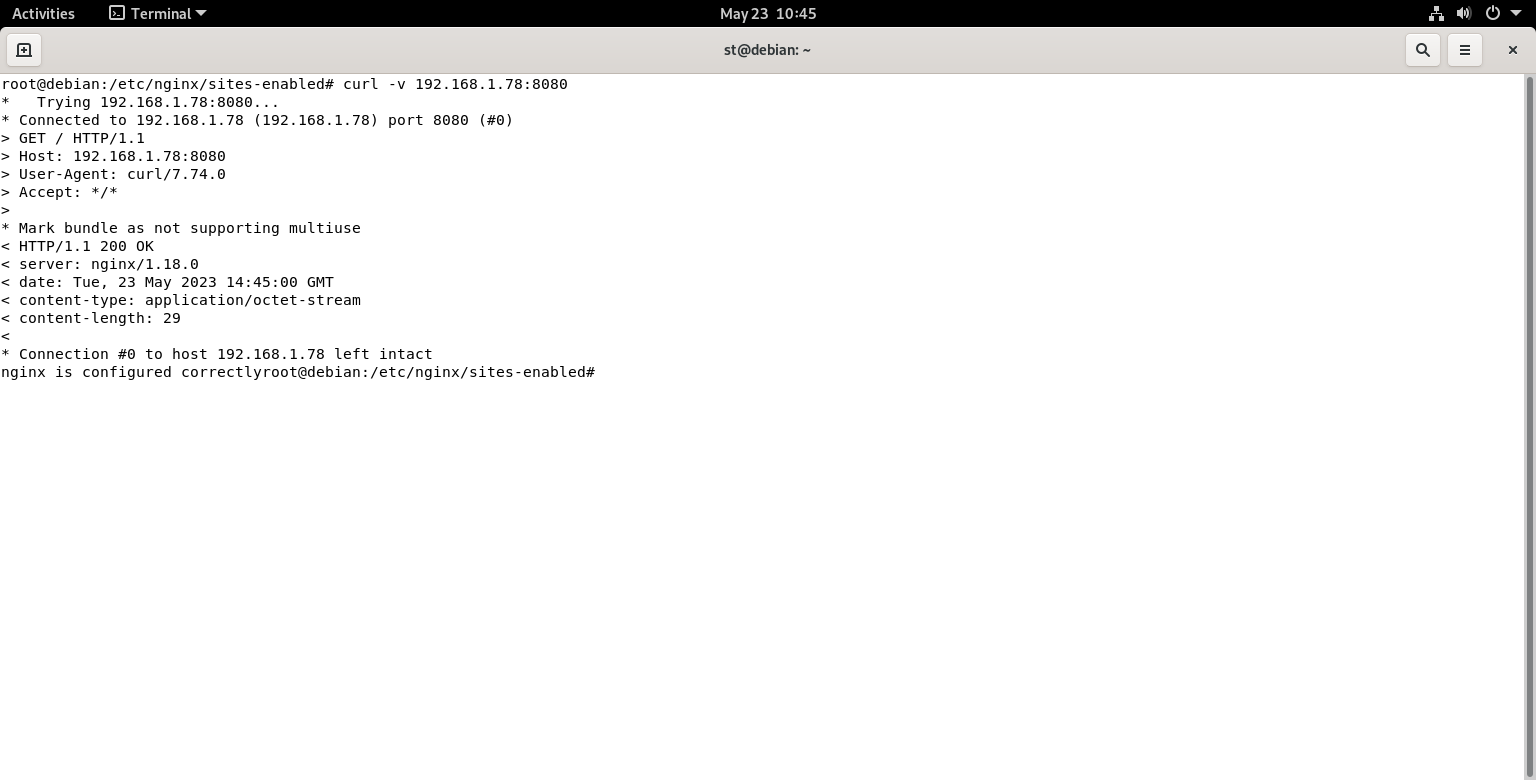 Activities Terminal May 23 10:45
st@debian: ~
root@debian:/etc/nginx/sites-enabled# curl -v 192.168.1.78:8080
*   Trying 192.168.1.78:8080...
* Connected to 192.168.1.78 (192.168.1.78) port 8080 (#0)
> GET / HTTP/1.1
> Host: 192.168.1.78:8080
> User-Agent: curl/7.74.0
> Accept: */*
>
* Mark bundle as not supporting multiuse
< HTTP/1.1 200 OK
< server: nginx/1.18.0
< date: Tue, 23 May 2023 14:45:00 GMT
< content-type: application/octet-stream
< content-length: 29
<
* Connection #0 to host 192.168.1.78 left intact
nginx is configured correctlyroot@debian:/etc/nginx/sites-enabled#